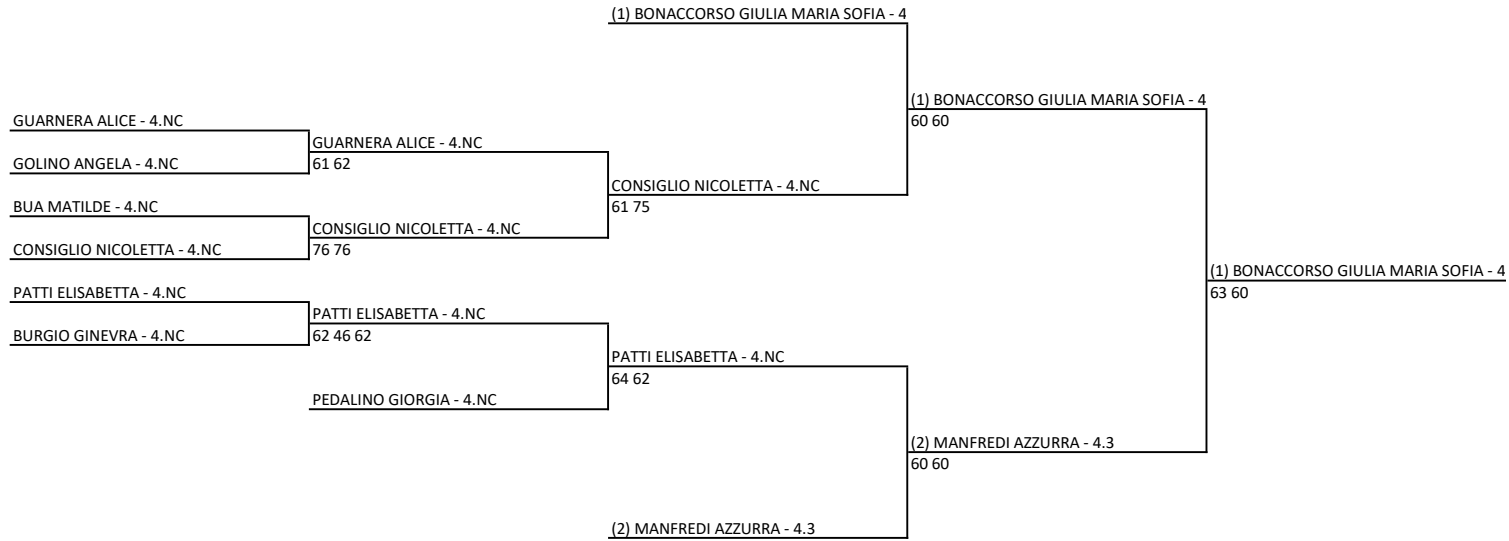 (1) BONACCORSO GIULIA MARIA SOFIA - 4
(1) BONACCORSO GIULIA MARIA SOFIA - 4
60 60
GUARNERA ALICE - 4.NC
GUARNERA ALICE - 4.NC
61 62
GOLINO ANGELA - 4.NC
CONSIGLIO NICOLETTA - 4.NC
61 75
BUA MATILDE - 4.NC
CONSIGLIO NICOLETTA - 4.NC
76 76
CONSIGLIO NICOLETTA - 4.NC
(1) BONACCORSO GIULIA MARIA SOFIA - 4
63 60
PATTI ELISABETTA - 4.NC
PATTI ELISABETTA - 4.NC
62 46 62
BURGIO GINEVRA - 4.NC
PATTI ELISABETTA - 4.NC
64 62
PEDALINO GIORGIA - 4.NC
(2) MANFREDI AZZURRA - 4.3
60 60
(2) MANFREDI AZZURRA - 4.3